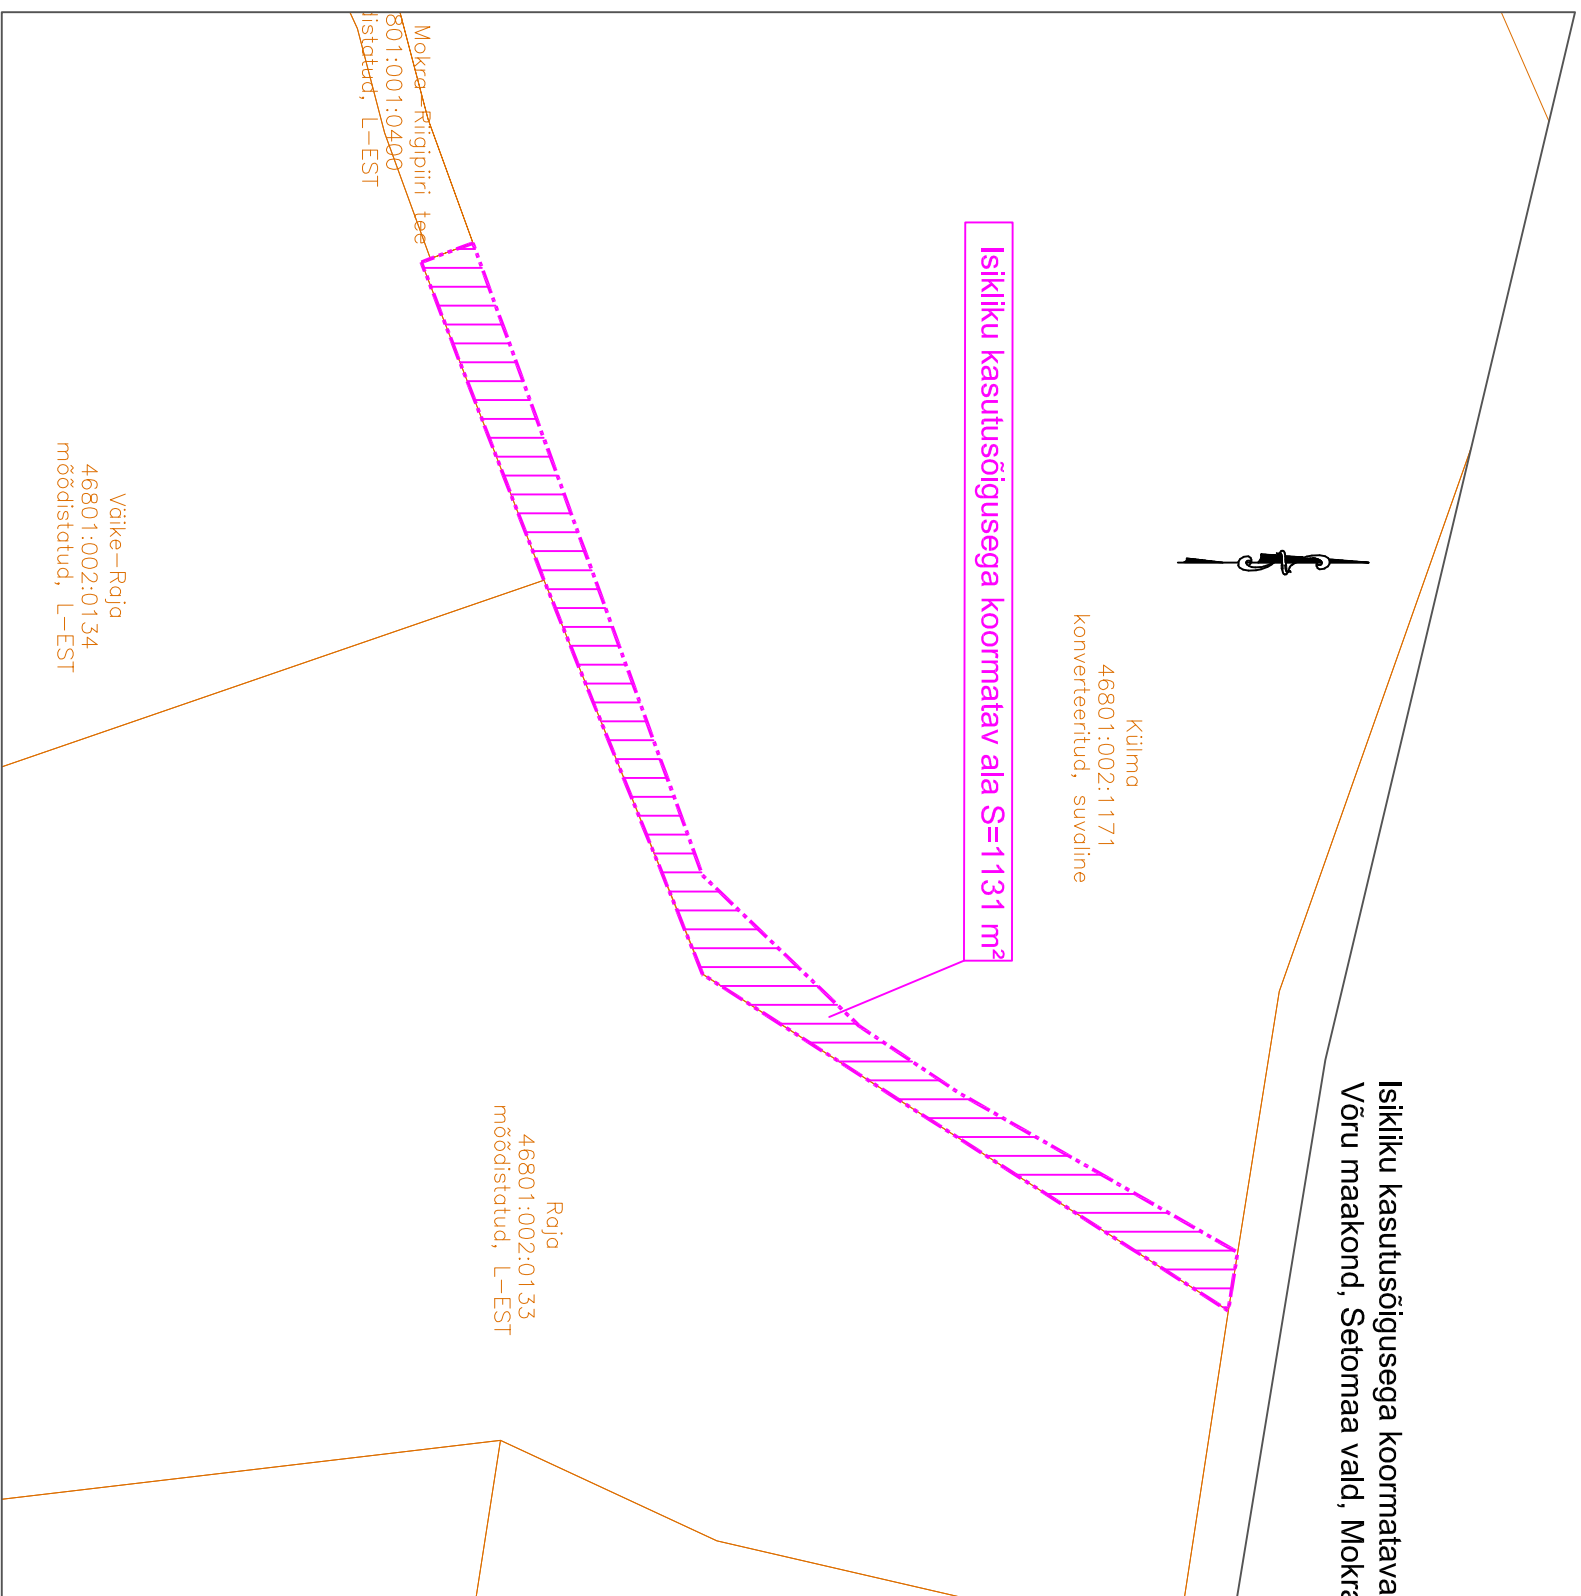 Isikliku kasutusõigusega koormatava
Võru maakond, Setomaa vald, Mokra
Külma
46801:002:1171
konverteeritud, suvaline
Isikliku kasutusõigusega koormatav ala S=1131 m²
Mokra-Riigipiiri tee
801:001:0400
distatud, L-EST
Väike-Raja
46801:002:0134
mõõdistatud, L-EST
Raja
46801:002:0133
mõõdistatud, L-EST